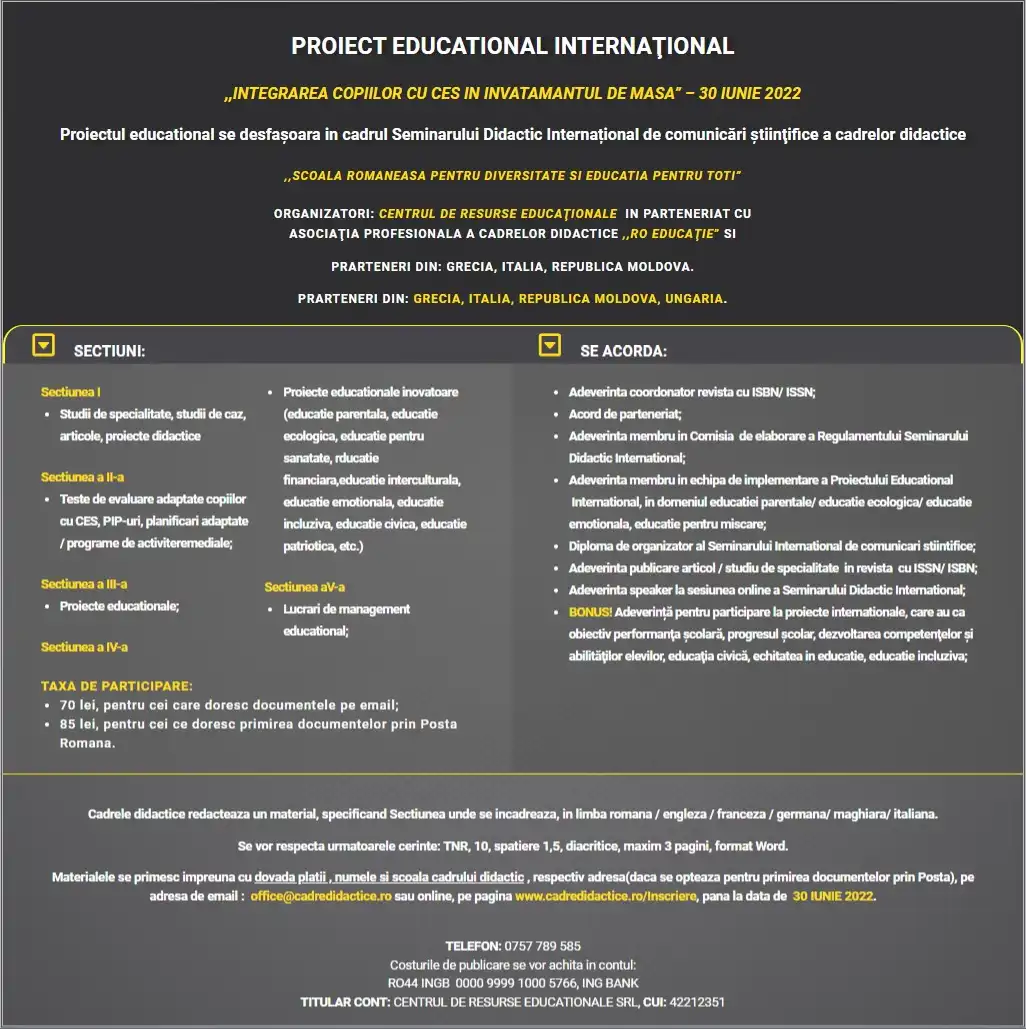 PROIECT EDUCATIONAL INTERNAŢIONAL
„INTEGRAREA COPIILOR CU CES IN INVATAMANTUL DE MASA” – 30 IUNIE 2022
Proiectul educational se desfașoara in cadrul Seminarului Didactic Internațional de comunicări științifice a cadrelor didactice
,,SCOALA ROMANEASA PENTRU DIVERSITATE SI EDUCATIA PENTRU TOTI”
ORGANIZATORI: CENTRUL DE RESURSE EDUCAŢIONALE IN PARTENERIAT CU
ASOCIAŢIA PROFESIONALA A CADRELOR DIDACTICE ,,RO EDUCAŢIE” SI
PRARTENERI DIN: GRECIA, ITALIA, REPUBLICA MOLDOVA.
PRARTENERI DIN: GRECIA, ITALIA, REPUBLICA MOLDOVA, UNGARIA.
SECTIUNI:
Sectiunea I
• Studii de specialitate, studii de caz,
articole, proiecte didactice
Sectiunea a II-a
• Teste de evaluare adaptate copiilor
cu CES, PIP-uri, planificari adaptate
/ programe de activiteremediale;
Sectiunea a III-a
• Proiecte educationale;
Sectiunea a IV-a
• Proiecte educationale inovatoare
(educatie parentala, educatie
ecologica, educatie pentru
sanatate, rducatie
financiara,educatie interculturala,
educatie emotionala, educatie
incluziva, educatie civica, educatie
patriotica, etc.)
Sectiunea aV-a
• Lucrari de management
educational;
TAXA DE PARTICIPARE:
• 70 lei, pentru cei care doresc documentele pe email;
• 85 lei, pentru cei ce doresc primirea documentelor prin Posta
Romana.
SE ACORDA:
• Adeverinta coordonator revista cu ISBN/ ISSN;
• Acord de parteneriat;
• Adeverinta membru in Comisia de elaborare a Regulamentului Seminarului
Didactic International;
• Adeverinta membru in echipa de implementare a Proiectului Educational
International, in domeniul educatiei parentale/ educatie ecologica/ educatie
emotionala, educatie pentru miscare;
• Diploma de organizator al Seminarului International de comunicari stiintifice;
• Adeverinta publicare articol / studiu de specialitate in revista cu ISSN/ ISBN;
• Adeverinta speaker la sesiunea online a Seminarului Didactic International;
• BONUS! Adeverință pentru participare la proiecte internationale, care au ca
obiectiv performanța școlară, progresul școlar, dezvoltarea competențelor și
abilităților elevilor, educația civică, echitatea in educatie, educatie incluziva;
Cadrele didactice redacteaza un material, specificand Sectiunea unde se incadreaza, in limba romana / engleza / franceza / germana/ maghiara/ italiana.
Se vor respecta urmatoarele cerinte: TNR, 10, spatiere 1,5, diacritice, maxim 3 pagini, format Word.
Materialele se primesc impreuna cu dovada platii , numele si scoala cadrului didactic , respectiv adresa(daca se opteaza pentru primirea documentelor prin Posta), pe
adresa de email : office@cadredidactice.ro sau online, pe pagina www.cadredidactice.ro/Inscriere, pana la data de 30 IUNIE 2022.
TELEFON: 0757 789 585
Costurile de publicare se vor achita in contul:
RO44 INGB 0000 9999 1000 5766, ING BANK
TITULAR CONT: CENTRUL DE RESURSE EDUCATIONALE SRL, CUI: 42212351